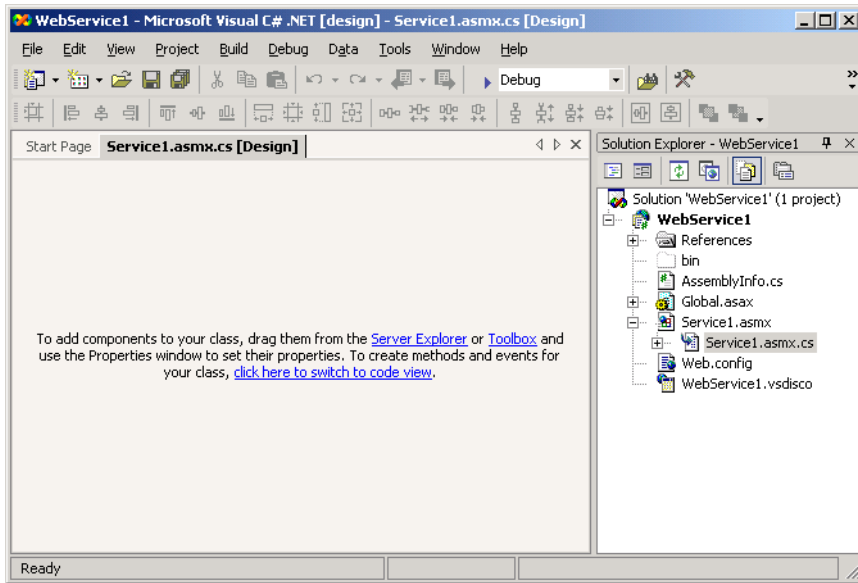 WebService1 - Microsoft Visual C# .NET [design] - Service1.asmx.cs [Design]
File Edit View Project Build Debug Data Tools Window Help
Debug
Start Page Service1.asmx.cs [Design]
Solution Explorer - WebService1
Solution 'WebService1' (1 project)
WebService1
References
bin
AssemblyInfo.cs
Global.asax
Service1.asmx
Service1.asmx.cs
Web.config
WebService1.vsdisco
To add components to your class, drag them from the Server Explorer or Toolbox and
use the Properties window to set their properties. To create methods and events for
your class, click here to switch to code view.
Ready